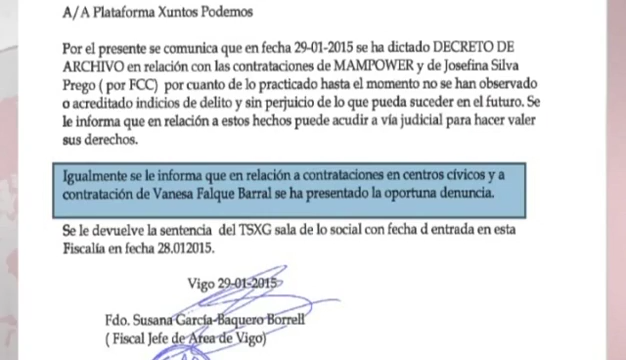 A/A Plataforma Xuntos Podemos
Por el presente se comunica que en fecha 29-01-2015 se ha dictado DECRETO DE
ARCHIVO en relación con las contrataciones de MAMPOWER y de Josefina Silva
Prego ( por FCC)  por cuanto de lo practicado hasta el momento no se han observado
o acreditado indicios de delito y sin perjuicio de lo que pueda suceder en el futuro. Se
le informa que en relación a estos hechos puede acudir a vía judicial para hacer valer
sus derechos.
Igualmente se le informa que en relación a contrataciones en centros cívicos y a
contratación de Vanesa Falque Barral se ha presentado la oportuna denuncia.
Se le devuelve la sentencia  del TSXG sala de lo social con fecha d entrada en esta
Fiscalía en fecha 28.012015.
Vigo 29-01-2015
Fdo. Susana García-Baquero Borrell
( Fiscal Jefe de Área de Vigo)